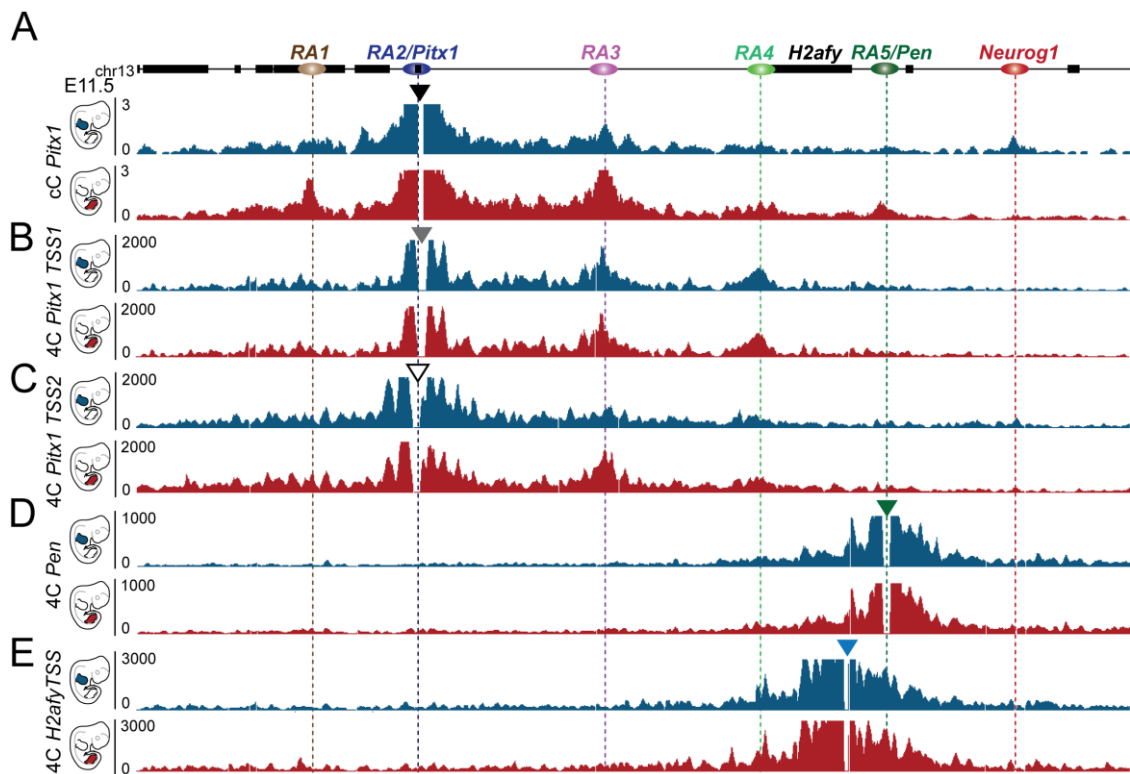 A
RA1 RA2/Pitx1 RA3 RA4 H2afy RA5/Pen Neurog1
chr13
E11.5
cC Pitx1
3
0
3
0
B
4C Pitx1 TSS1
2000
0
2000
0
C
4C Pitx1 TSS2
2000
0
2000
0
D
4C Pen
1000
0
1000
0
E
4C H2afyTSS
3000
0
3000
0